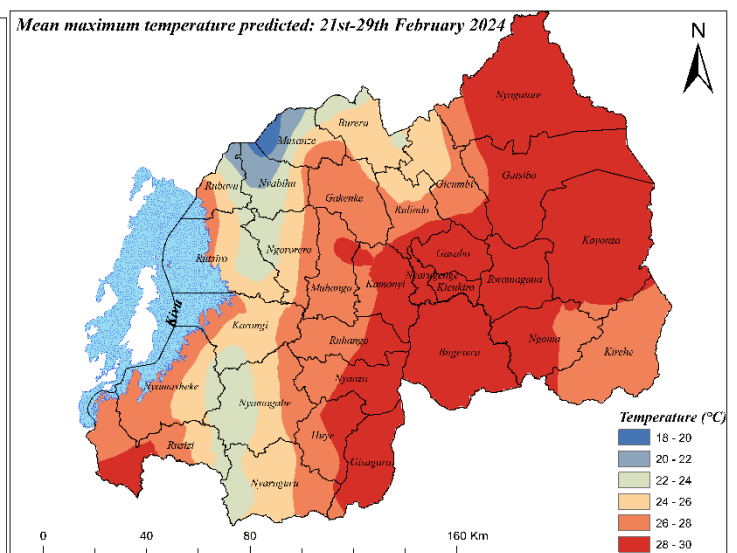 Mean maximum temperature predicted: 21st-29th February 2024
N
Nyagatare
Burera
Musanze
Rubavu
Nyabihu
Gakenke
Rulindo
Gicumbi
Gatsibo
Kayonza
Rutsiro
Ngororero
Gasabo
Nyarugenge
Kicukiro
Rwamagana
Muhanga
Kamonyi
Kivu
Karongi
Ruhango
Bugesera
Ngoma
Kirehe
Nyamasheke
Nyanza
Nyamagabe
Huye
Rusizi
Gisagara
Nyaruguru
Temperature (°C)
18 - 20
20 - 22
22 - 24
24 - 26
26 - 28
28 - 30
0 40 80 160 Km